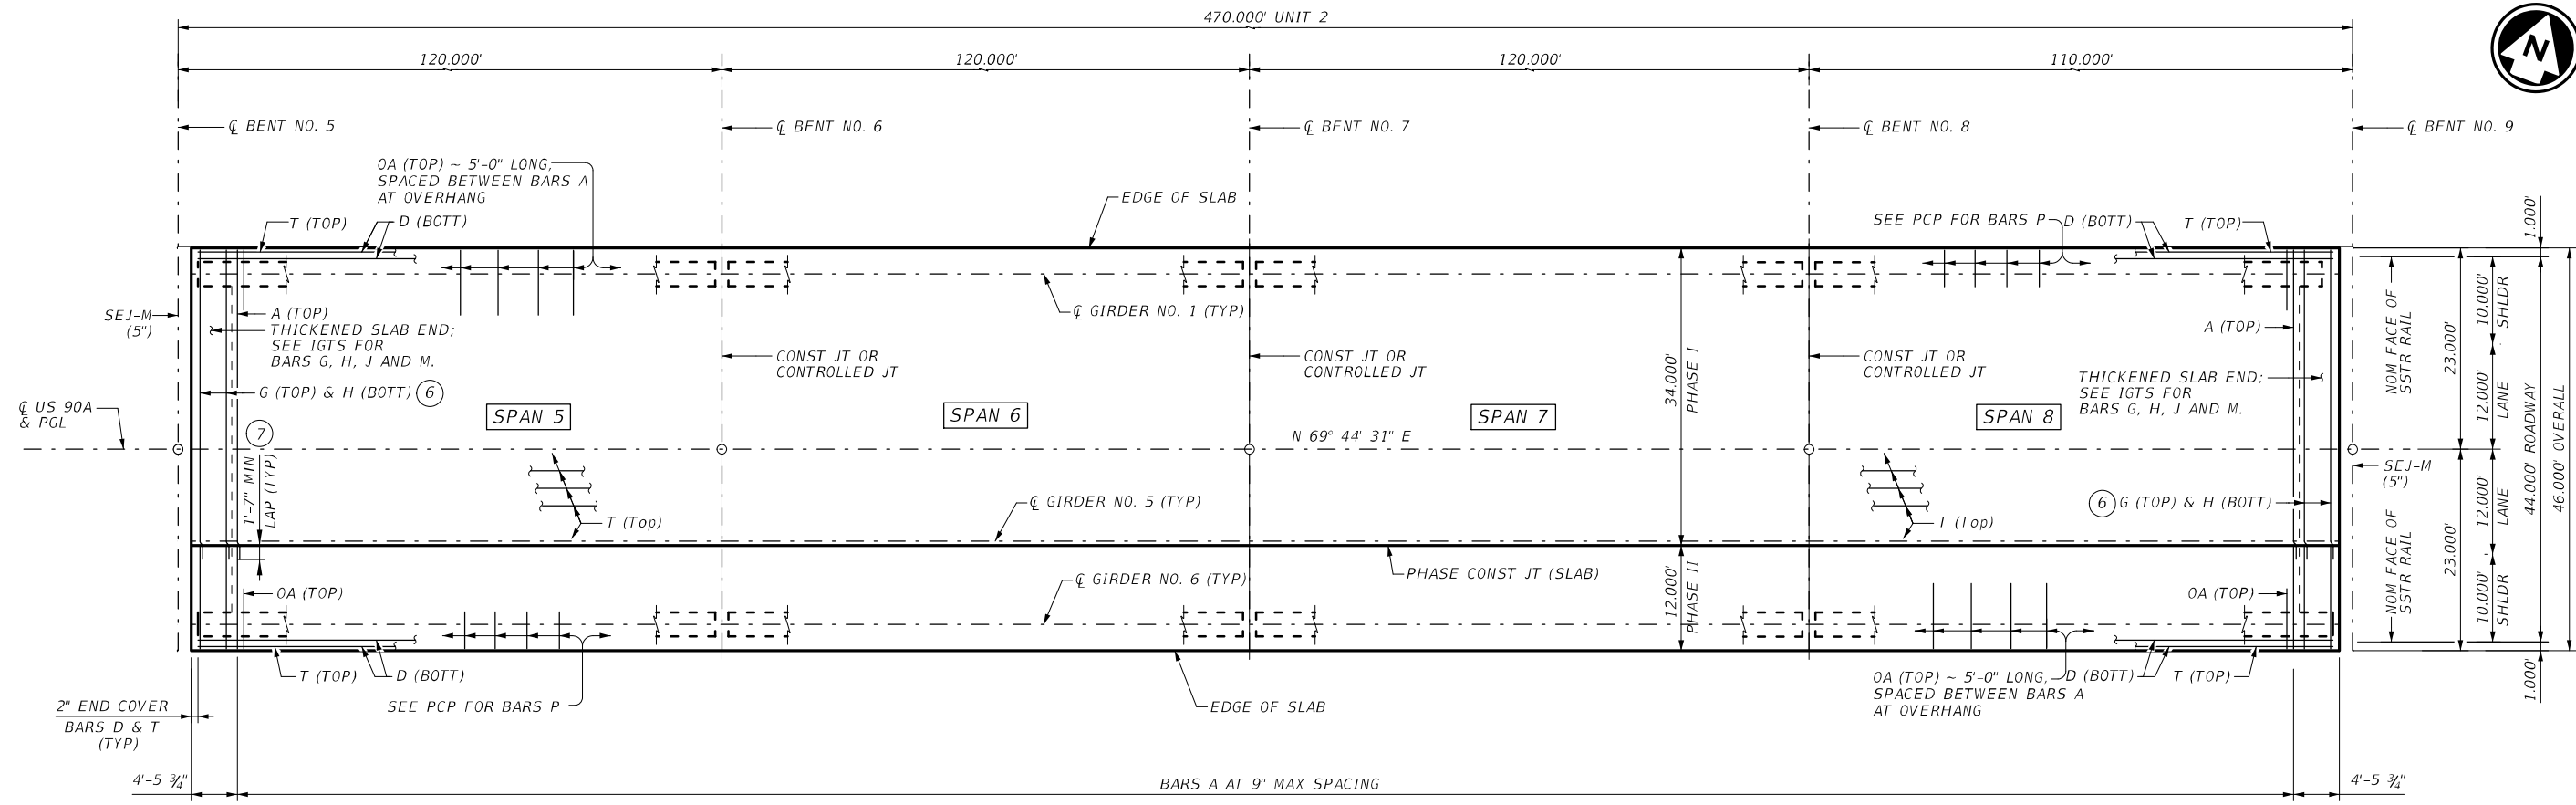 470.000' UNIT 2
120.000'
120.000'
120.000'
110.000'
N
℄ BENT NO. 5
℄ BENT NO. 6
℄ BENT NO. 7
℄ BENT NO. 8
℄ BENT NO. 9
OA (TOP) ~ 5'-0" LONG,
SPACED BETWEEN BARS A
AT OVERHANG
T (TOP)
D (BOTT)
EDGE OF SLAB
SEE PCP FOR BARS P
D (BOTT)
T (TOP)
1.000'
SEJ-M
(5")
A (TOP)
THICKENED SLAB END;
SEE IGTS FOR
BARS G, H, J AND M.
℄ GIRDER NO. 1 (TYP)
A (TOP)
CONST JT OR
CONTROLLED JT
CONST JT OR
CONTROLLED JT
CONST JT OR
CONTROLLED JT
THICKENED SLAB END;
SEE IGTS FOR
BARS G, H, J AND M.
G (TOP) & H (BOTT) 6
34.000'
PHASE I
NOM FACE OF
SSTR RAIL
23.000'
10.000'
SHLDR
12.000'
LANE
℄ US 90A
& PGL
7
SPAN 5
SPAN 6
SPAN 7
SPAN 8
N 69° 44' 31" E
1'-7" MIN
LAP (TYP)
T (Top)
℄ GIRDER NO. 5 (TYP)
T (Top)
6 G (TOP) & H (BOTT)
SEJ-M
(5")
NOM FACE OF
SSTR RAIL
23.000'
12.000'
LANE
10.000'
SHLDR
44.000' ROADWAY
46.000' OVERALL
OA (TOP)
℄ GIRDER NO. 6 (TYP)
PHASE CONST JT (SLAB)
12.000'
PHASE II
OA (TOP)
T (TOP)
D (BOTT)
SEE PCP FOR BARS P
EDGE OF SLAB
OA (TOP) ~ 5'-0" LONG,
SPACED BETWEEN BARS A
AT OVERHANG
D (BOTT)
T (TOP)
1.000'
2" END COVER
BARS D & T
(TYP)
4'-5 ¾"
BARS A AT 9" MAX SPACING
4'-5 ¾"